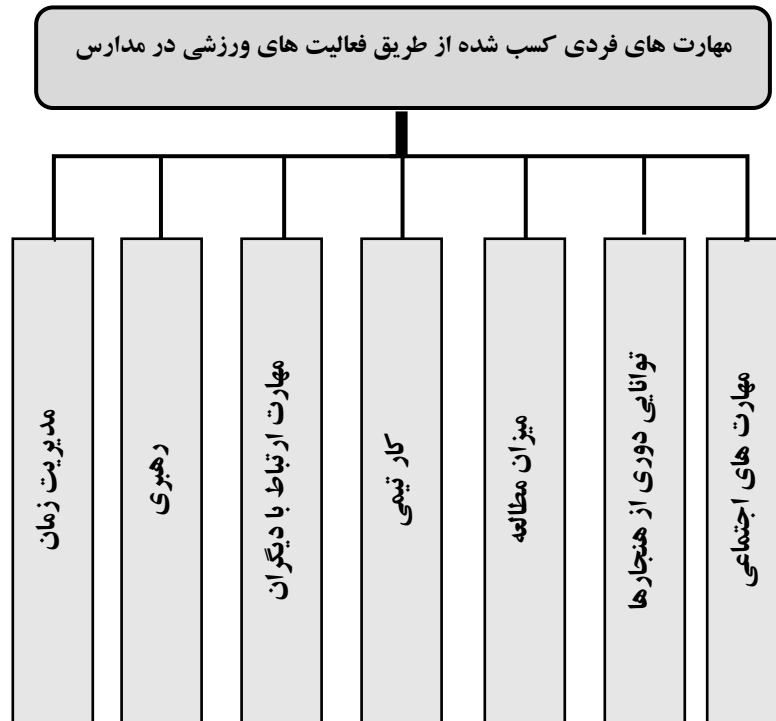 مهارت های فردی کسب شده از طریق فعالیت های ورزشی در مدارس
مهارت های اجتماعی
توانایی دوری از هنجارها
میزان مطالعه
کار تیمی
مهارت ارتباط با دیگران
رهبری
مدیریت زمان